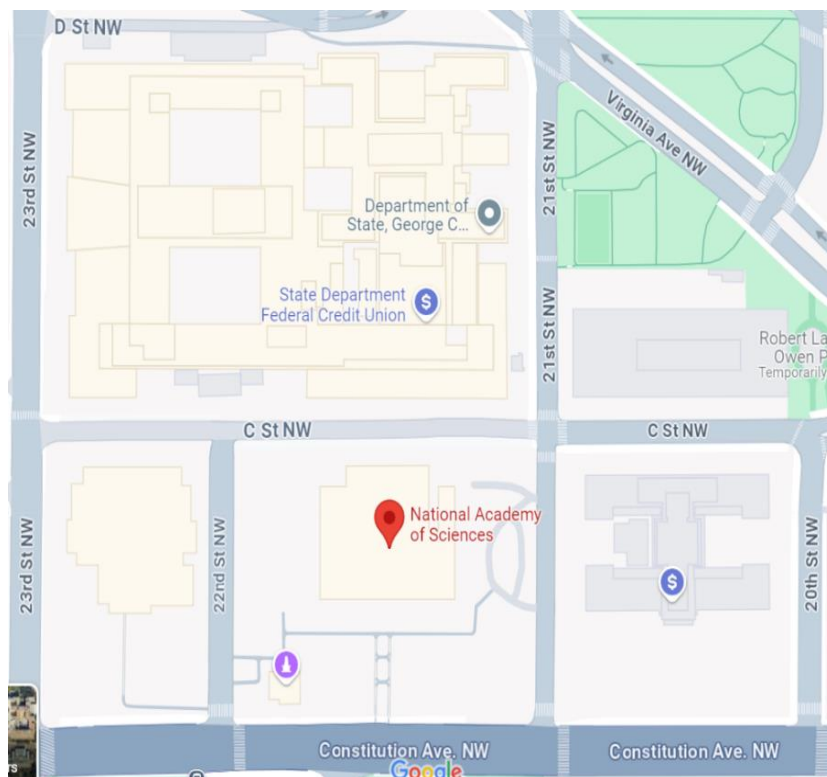 D St NW
23rd St NW
21st St NW
Virginia Ave NW
Department of
State, George C...
State Department
Federal Credit Union
$
21st St NW
Robert La
Owen P
Temporarily
C St NW
C St NW
National Academy
of Sciences
23rd St NW
22nd St NW
$
20th St NW
rs
Constitution Ave. NW
Constitution Ave. NW
Google